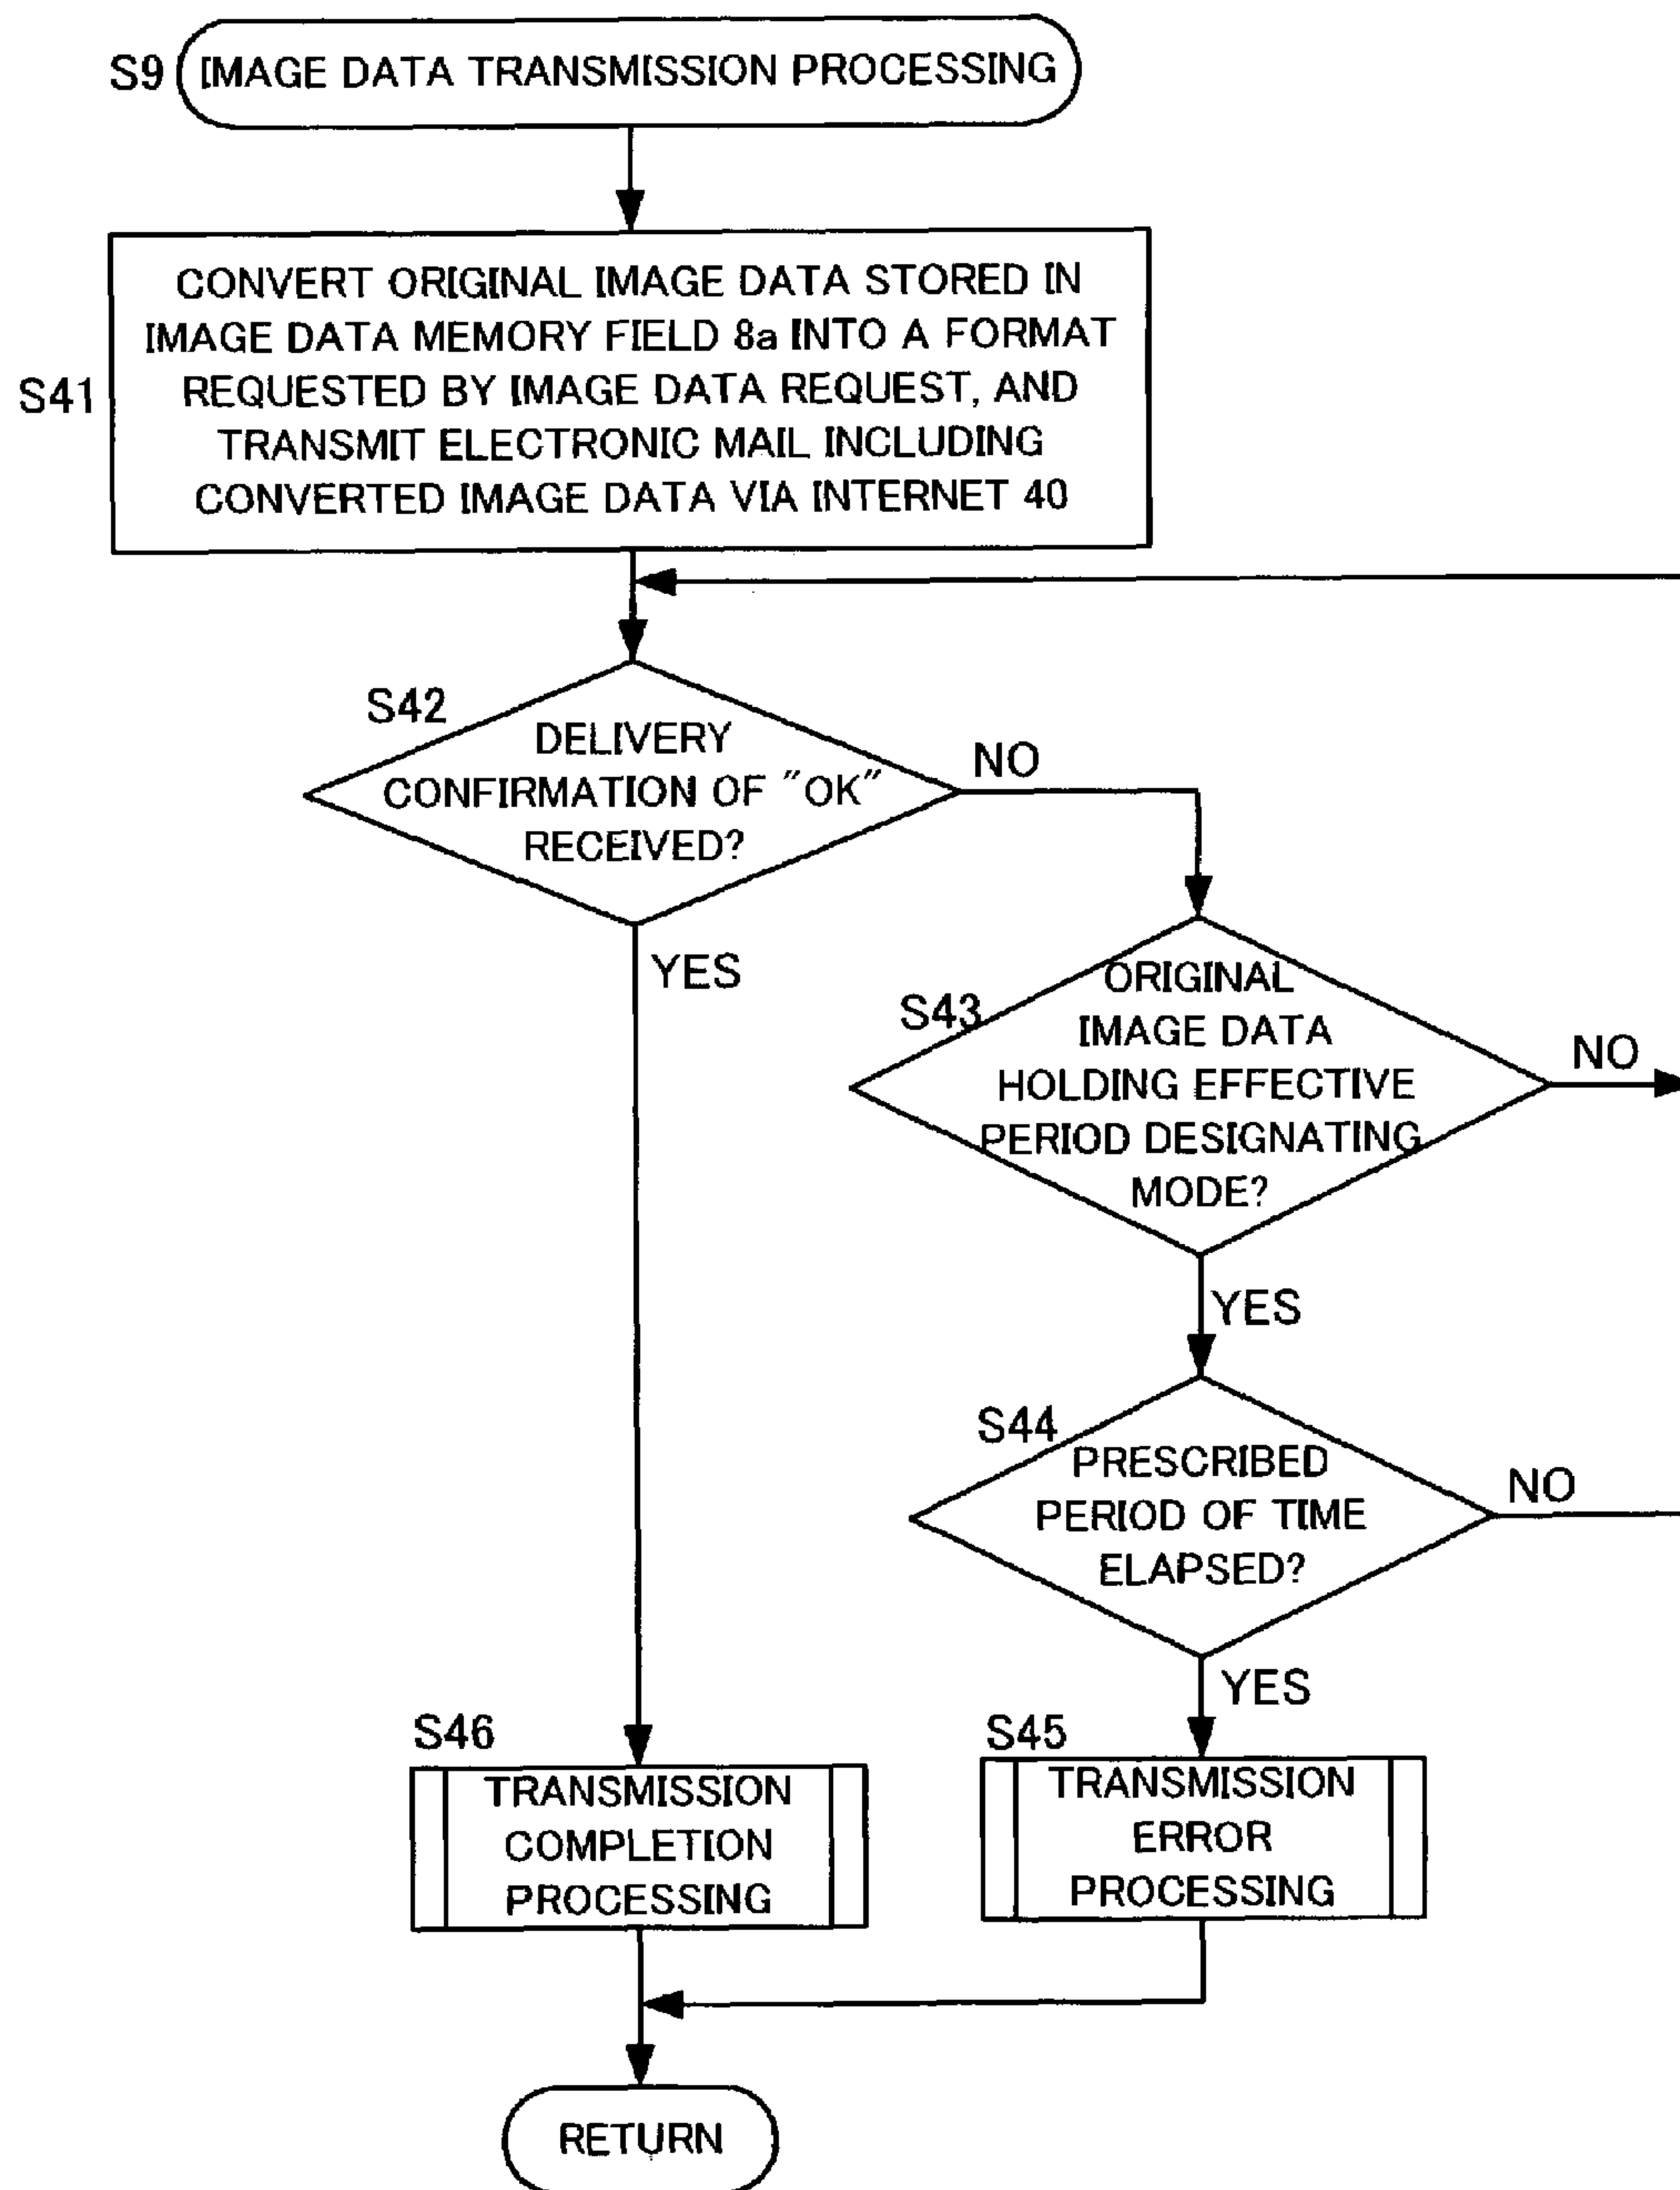 S9
IMAGE DATA TRANSMISSION PROCESSING
S41
CONVERT ORIGINAL IMAGE DATA STORED IN
IMAGE DATA MEMORY FIELD 8a INTO A FORMAT
REQUESTED BY IMAGE DATA REQUEST, AND
TRANSMIT ELECTRONIC MAIL INCLUDING
CONVERTED IMAGE DATA VIA INTERNET 40
S42
DELIVERY
CONFIRMATION OF "OK"
RECEIVED?
NO
YES
S43
ORIGINAL
IMAGE DATA
HOLDING EFFECTIVE
PERIOD DESIGNATING
MODE?
NO
YES
S44
PRESCRIBED
PERIOD OF TIME
ELAPSED?
NO
YES
S46
TRANSMISSION
COMPLETION
PROCESSING
S45
TRANSMISSION
ERROR
PROCESSING
RETURN